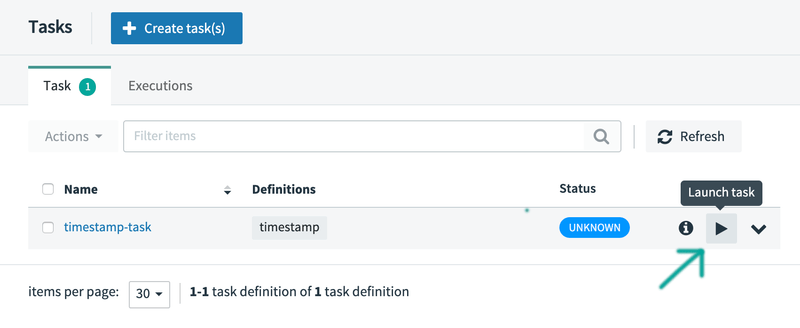 Tasks
Create task(s)
Task 1
Executions
Actions
Filter items
Refresh
Launch task
Name Definitions Status
timestamp-task timestamp UNKNOWN
items per page: 30 1-1 task definition of 1 task definition